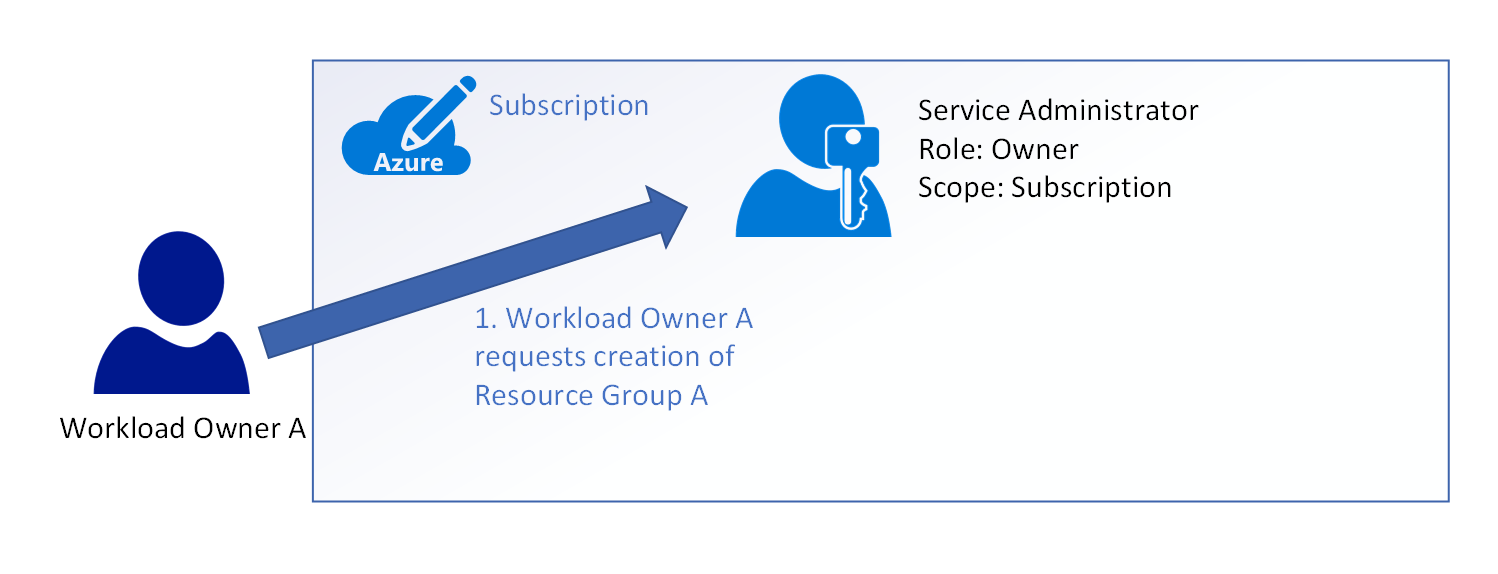 Azure
Subscription
Service Administrator
Role: Owner
Scope: Subscription
1. Workload Owner A
requests creation of
Resource Group A
Workload Owner A